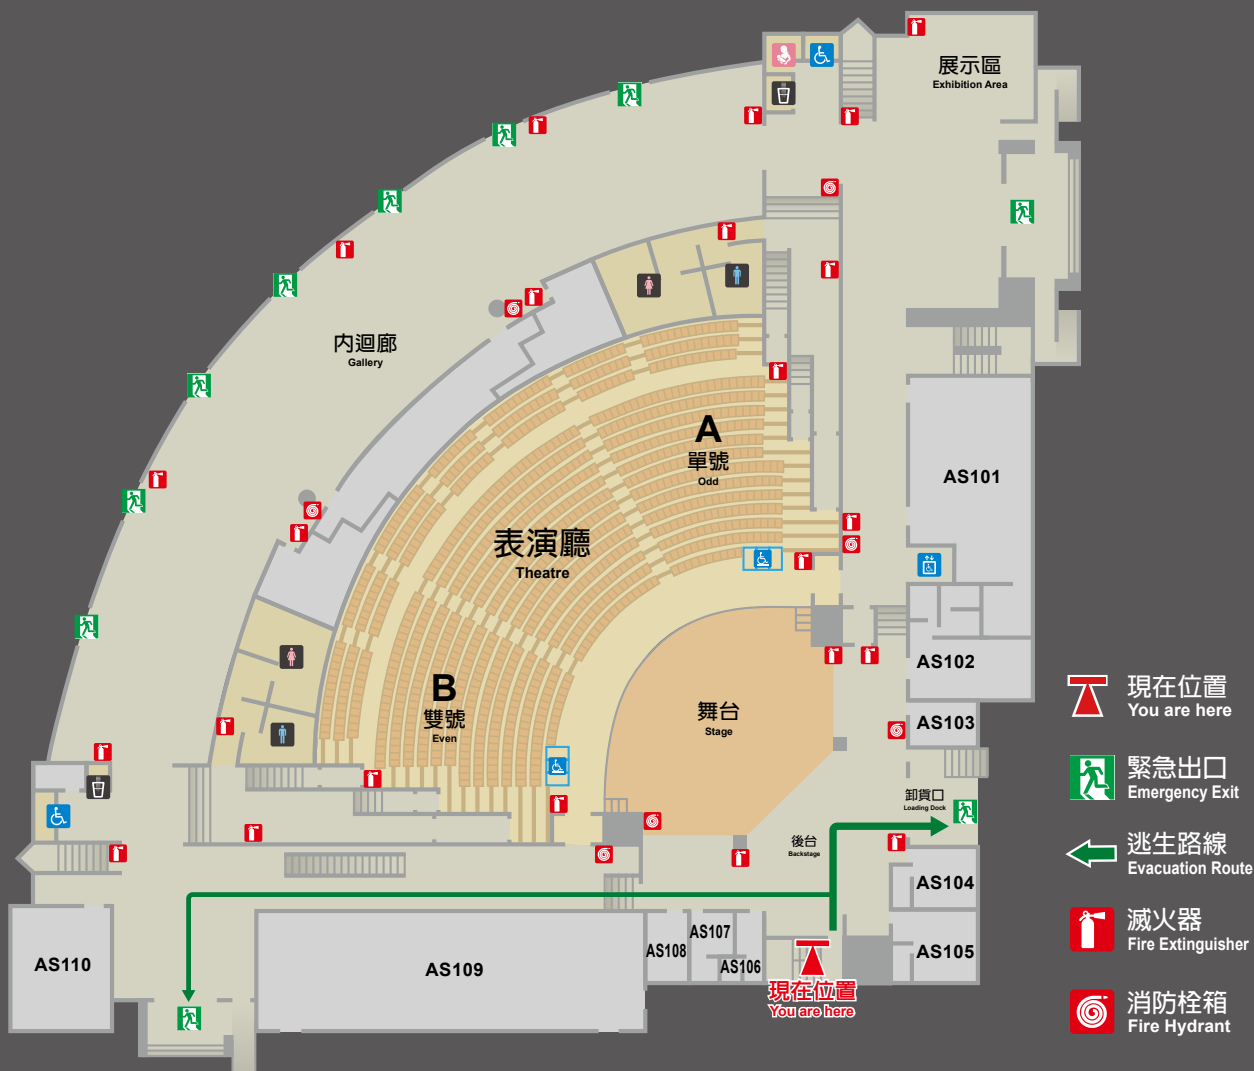 展示區
Exhibition Area
內迴廊
Gallery
A
單號
Odd
AS101
表演廳
Theatre
AS102
B
雙號
Even
舞台
Stage
AS103
現在位置
You are here
卸貨口
Loading Dock
緊急出口
Emergency Exit
後台
Backstage
逃生路線
Evacuation Route
AS104
AS107
AS108
AS106
AS105
滅火器
Fire Extinguisher
AS110
AS109
現在位置
You are here
消防栓箱
Fire Hydrant